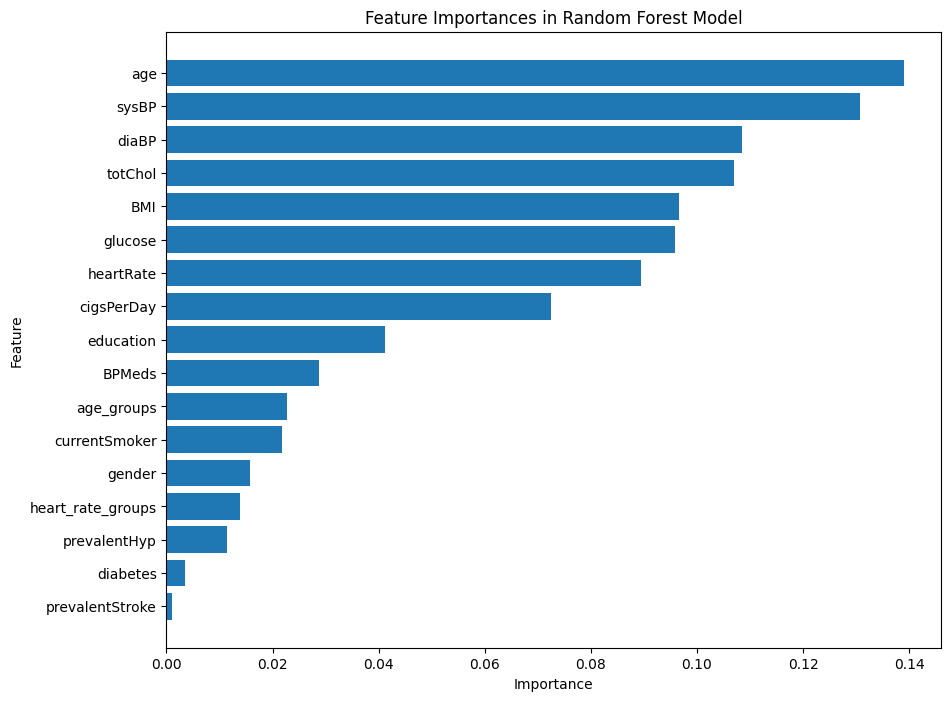 Feature Importances in Random Forest Model
age
sysBP
diaBP
totChol
BMI
glucose
heartRate
cigsPerDay
education
BPMeds
age_groups
currentSmoker
gender
heart_rate_groups
prevalentHyp
diabetes
prevalentStroke
Feature
0.00 0.02 0.04 0.06 0.08 0.10 0.12 0.14
Importance